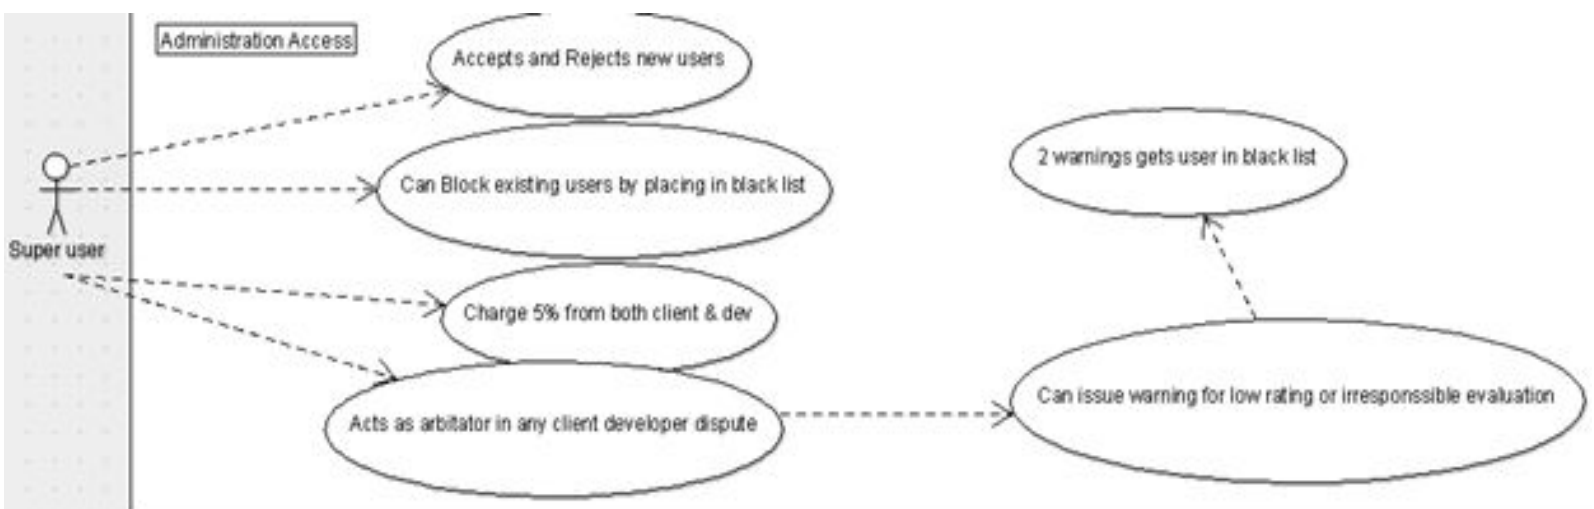 Administration Access
Accepts and Rejects new users
2 warnings gets user in black list
Can Block existing users by placing in black list
Super user
Charge 5% from both client & dev
Can issue warning for low rating or irresponssible evaluation
Acts as arbitator in any client developer dispute